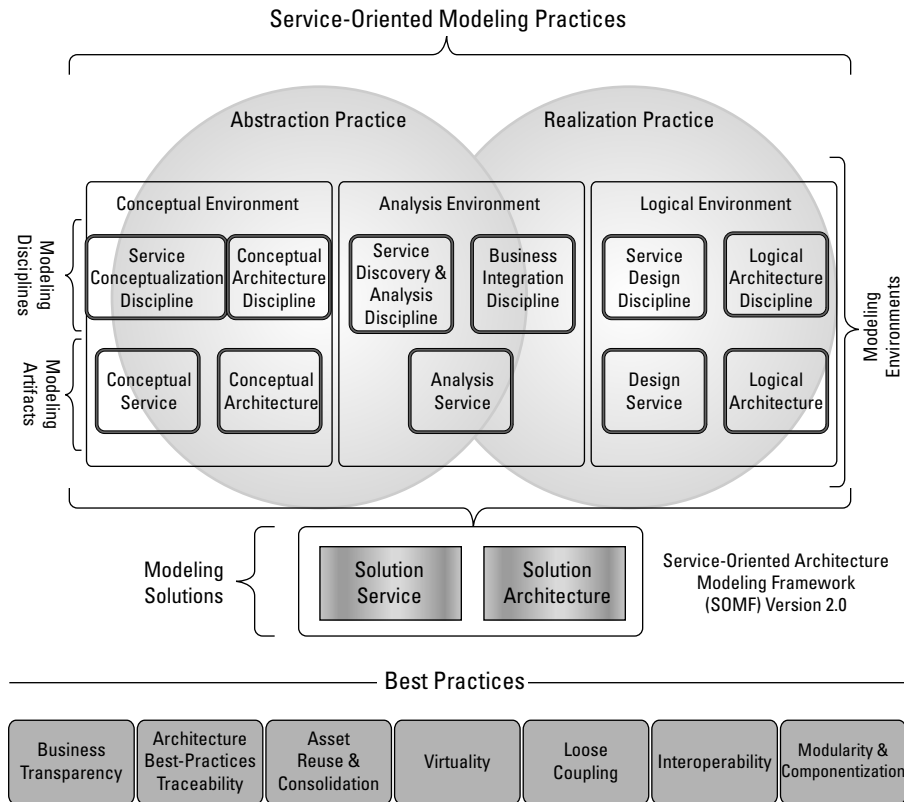 Service-Oriented Modeling Practices
Abstraction Practice
Realization Practice
Conceptual Environment
Analysis Environment
Logical Environment
Modeling
Disciplines
Service
Conceptualization
Discipline
Conceptual
Architecture
Discipline
Service
Discovery &
Analysis
Discipline
Business
Integration
Discipline
Service
Design
Discipline
Logical
Architecture
Discipline
Modeling
Environments
Modeling
Artifacts
Conceptual
Service
Conceptual
Architecture
Analysis
Service
Design
Service
Logical
Architecture
Modeling
Solutions
Solution
Service
Solution
Architecture
Service-Oriented Architecture
Modeling Framework
(SOMF) Version 2.0
Best Practices
Business
Transparency
Architecture
Best-Practices
Traceability
Asset
Reuse &
Consolidation
Virtuality
Loose
Coupling
Interoperability
Modularity &
Componentization